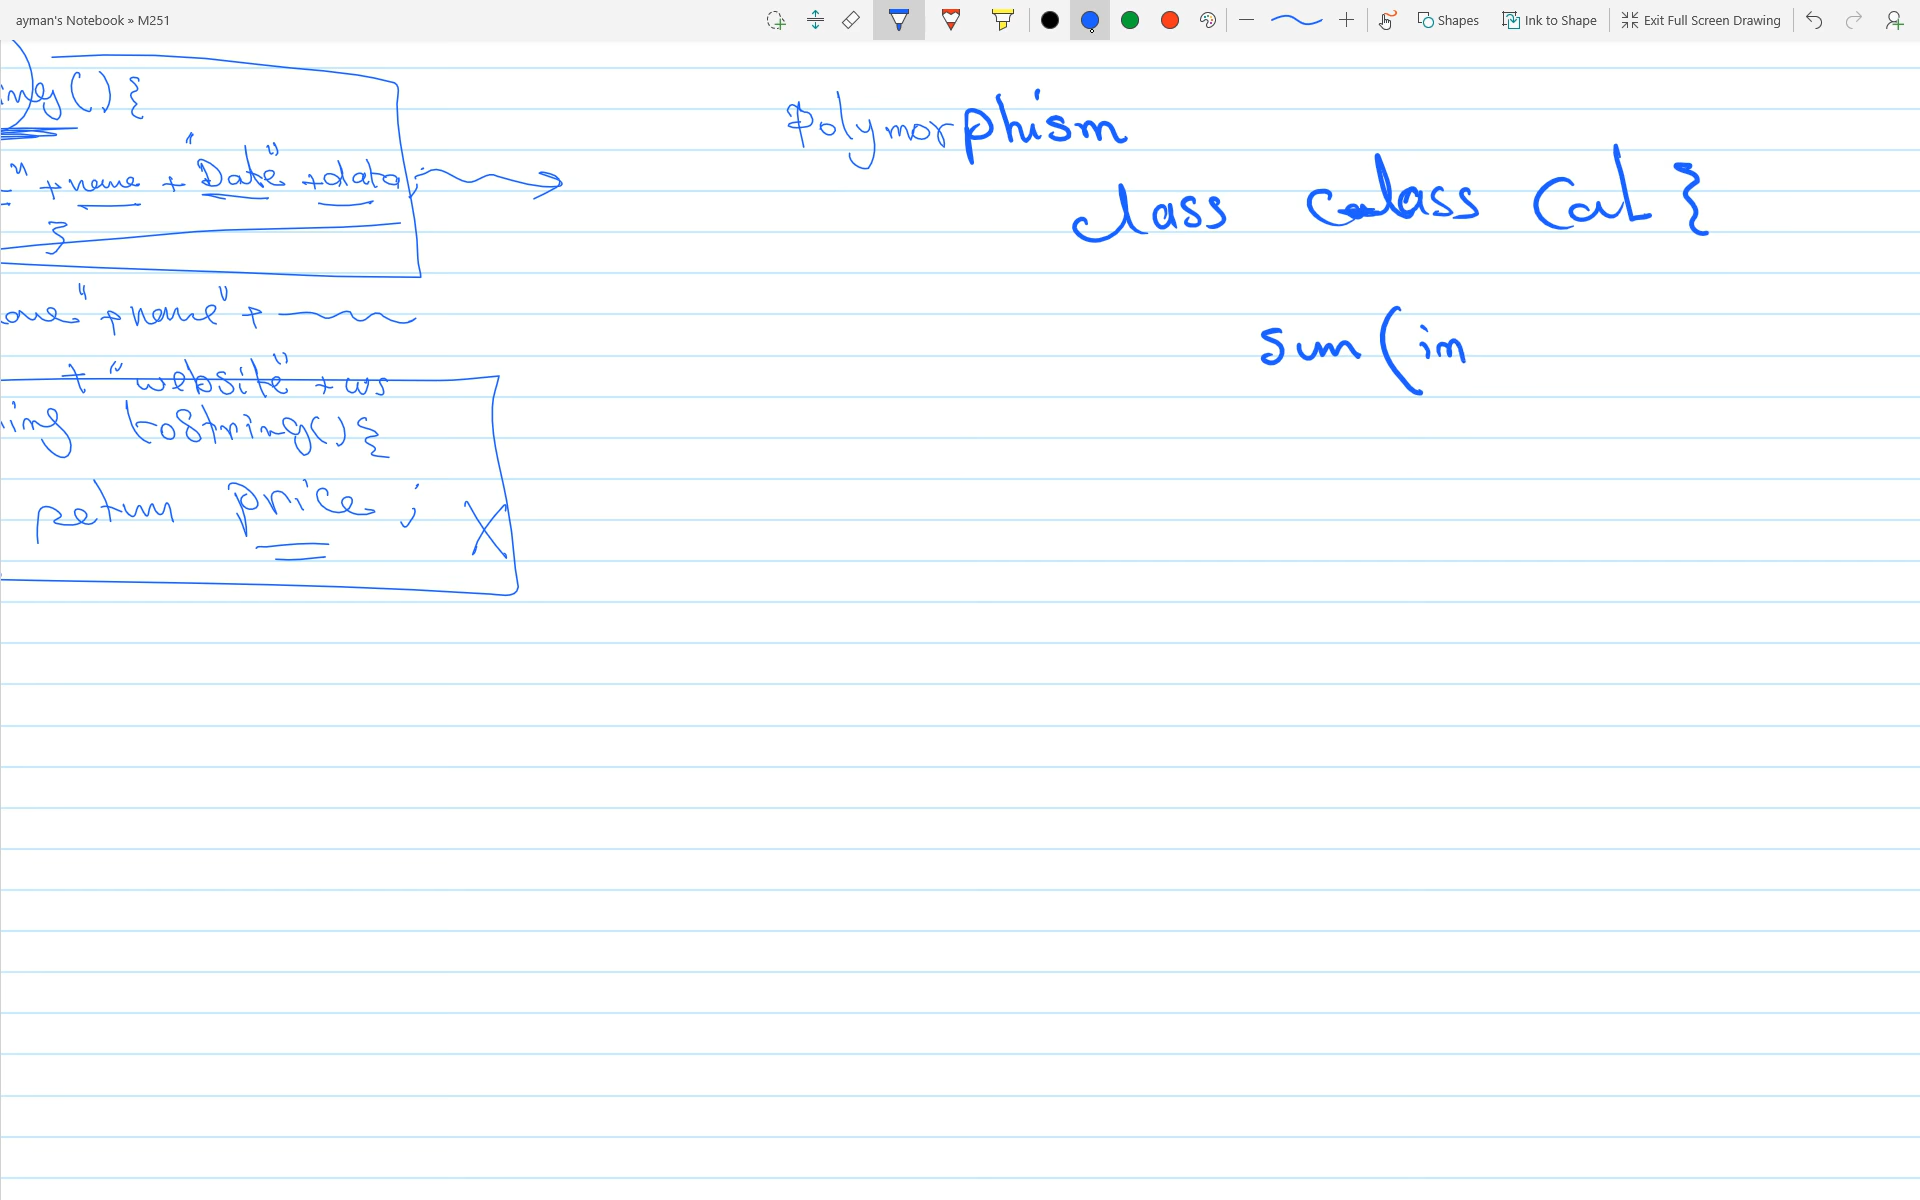 ayman's Notebook » M251
Shapes
Ink to Shape
Exit Full Screen Drawing
ing() {
" + name + "Date" + data;
}
ome" + name" +
+ "website" + ws
ing toString(){
return price; X
Polymorphism
class class Cal {
sum (in